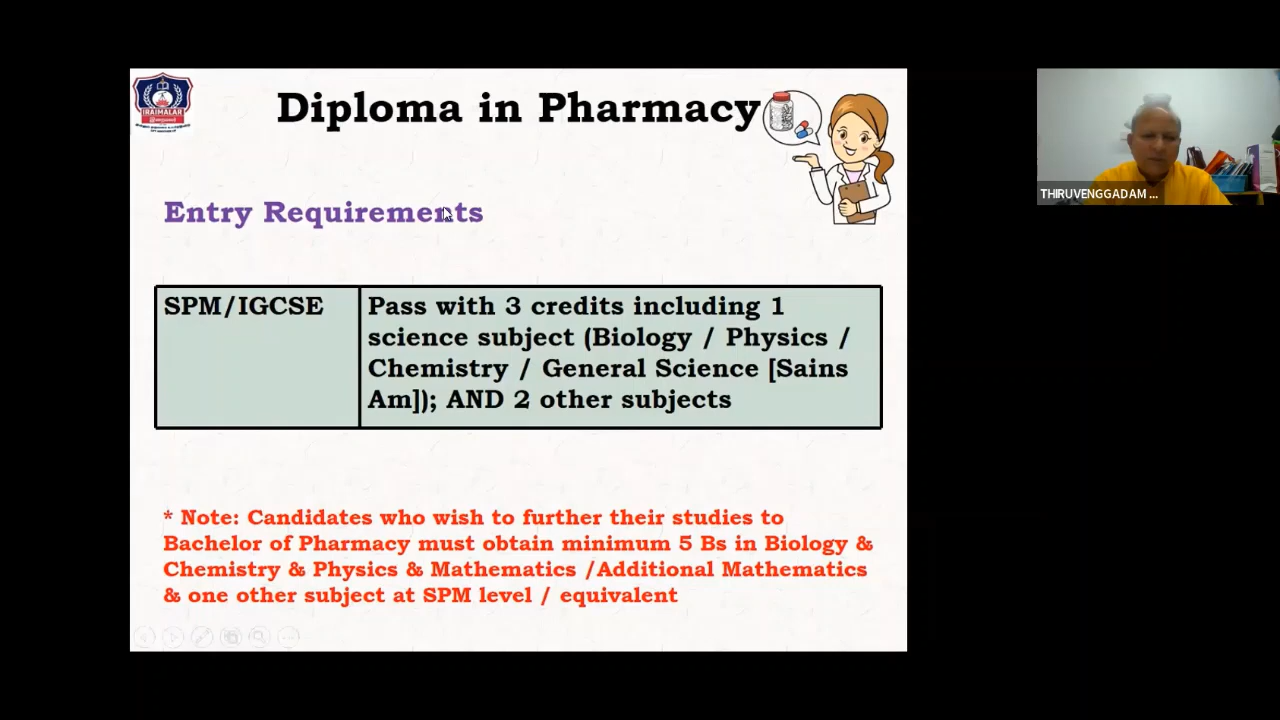 IRAIMALAR
Diploma in Pharmacy
Entry Requirements
SPM/IGCSE
Pass with 3 credits including 1
science subject (Biology / Physics /
Chemistry / General Science [Sains
Am]); AND 2 other subjects
* Note: Candidates who wish to further their studies to
Bachelor of Pharmacy must obtain minimum 5 Bs in Biology &
Chemistry & Physics & Mathematics /Additional Mathematics
& one other subject at SPM level / equivalent
THIRUVENGGADAM ...